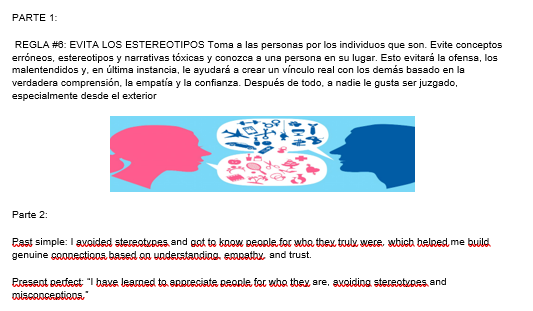 PARTE 1:
REGLA #6: EVITA LOS ESTEREOTIPOS Toma a las personas por los individuos que son. Evite conceptos
erróneos, estereotipos y narrativas tóxicas y conozca a una persona en su lugar. Esto evitará la ofensa, los
malentendidos y, en última instancia, le ayudará a crear un vínculo real con los demás basado en la
verdadera comprensión, la empatía y la confianza. Después de todo, a nadie le gusta ser juzgado,
especialmente desde el exterior
Parte 2:
Past simple: I avoided stereotypes and got to know people for who they truly were, which helped me build
genuine connections based on understanding, empathy, and trust.
Present perfect: "I have learned to appreciate people for who they are, avoiding stereotypes and
misconceptions."